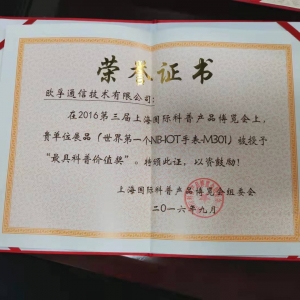 荣誉证书
欧孚通信技术有限公司:
在2016第三届上海国际科普产品博览会上,
贵单位展品(世界第一个NB-IOT手表-M301)被授予
“最具科普价值奖”。特颁此证,以资鼓励!
上海国际科普产品博览会组委会
二〇一六年九月